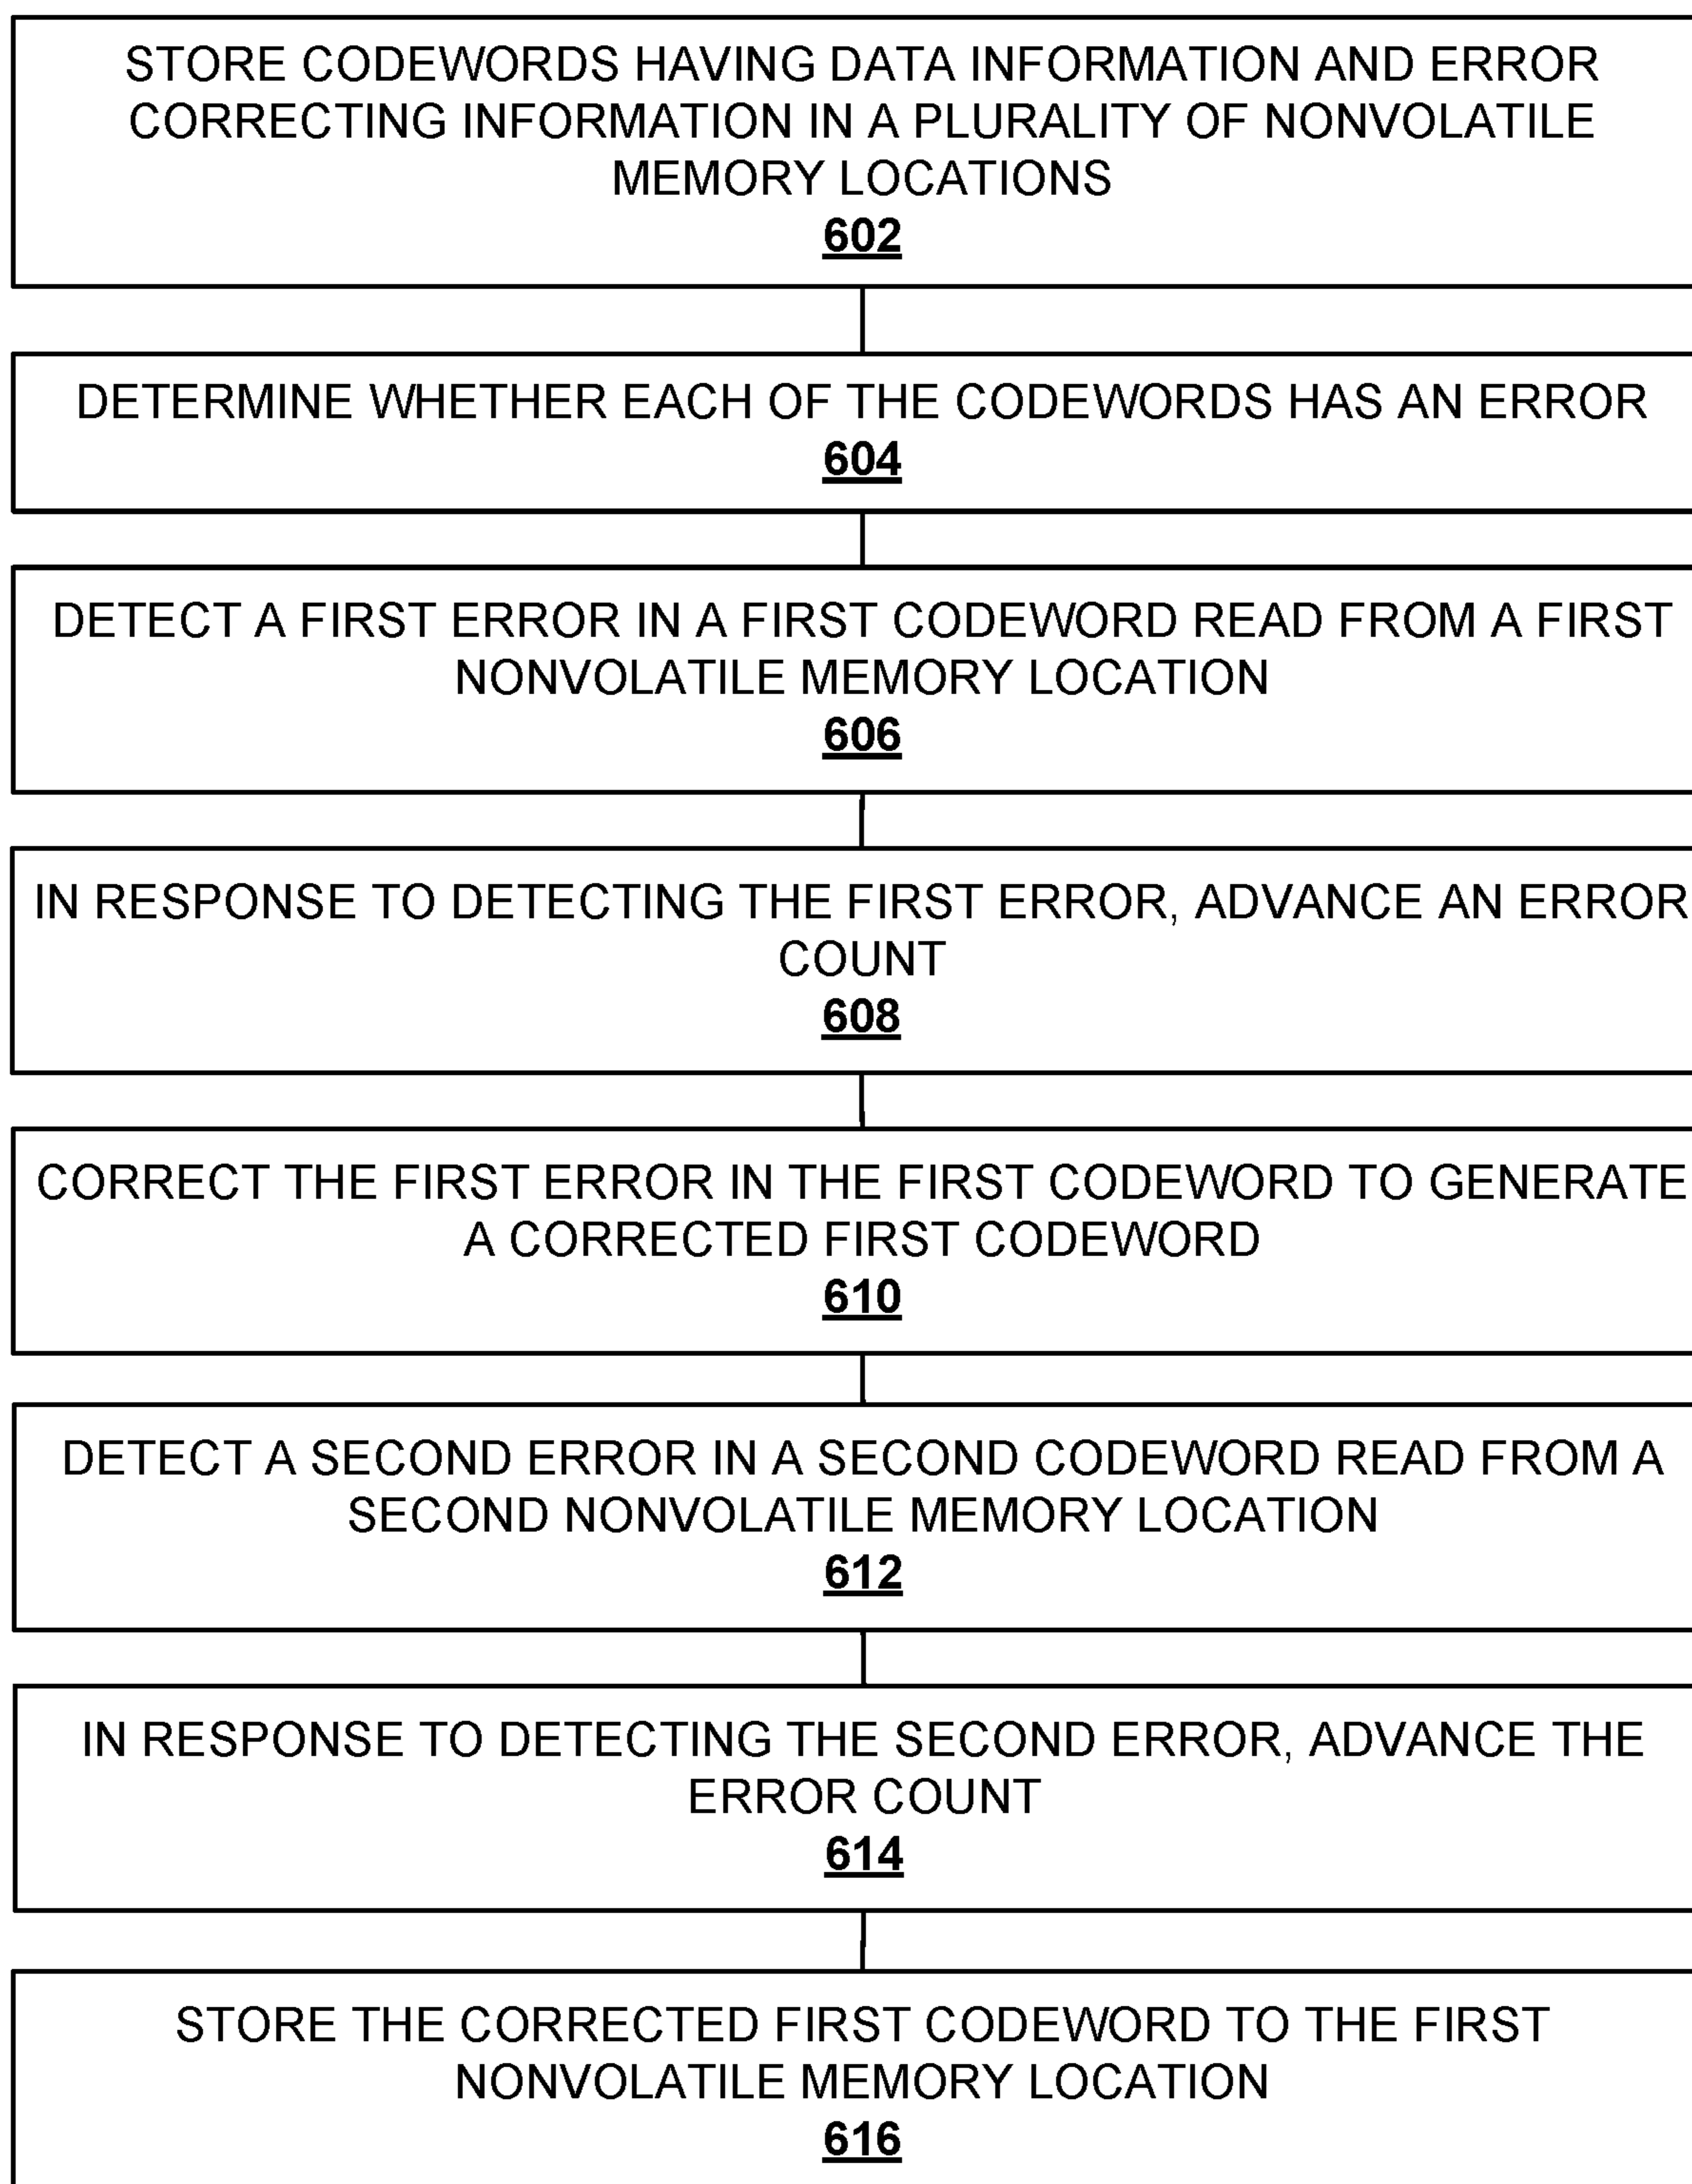 STORE CODEWORDS HAVING DATA INFORMATION AND ERROR
CORRECTING INFORMATION IN A PLURALITY OF NONVOLATILE
MEMORY LOCATIONS
602
DETERMINE WHETHER EACH OF THE CODEWORDS HAS AN ERROR
604
DETECT A FIRST ERROR IN A FIRST CODEWORD READ FROM A FIRST
NONVOLATILE MEMORY LOCATION
606
IN RESPONSE TO DETECTING THE FIRST ERROR, ADVANCE AN ERROR
COUNT
608
CORRECT THE FIRST ERROR IN THE FIRST CODEWORD TO GENERATE
A CORRECTED FIRST CODEWORD
610
DETECT A SECOND ERROR IN A SECOND CODEWORD READ FROM A
SECOND NONVOLATILE MEMORY LOCATION
612
IN RESPONSE TO DETECTING THE SECOND ERROR, ADVANCE THE
ERROR COUNT
614
STORE THE CORRECTED FIRST CODEWORD TO THE FIRST
NONVOLATILE MEMORY LOCATION
616